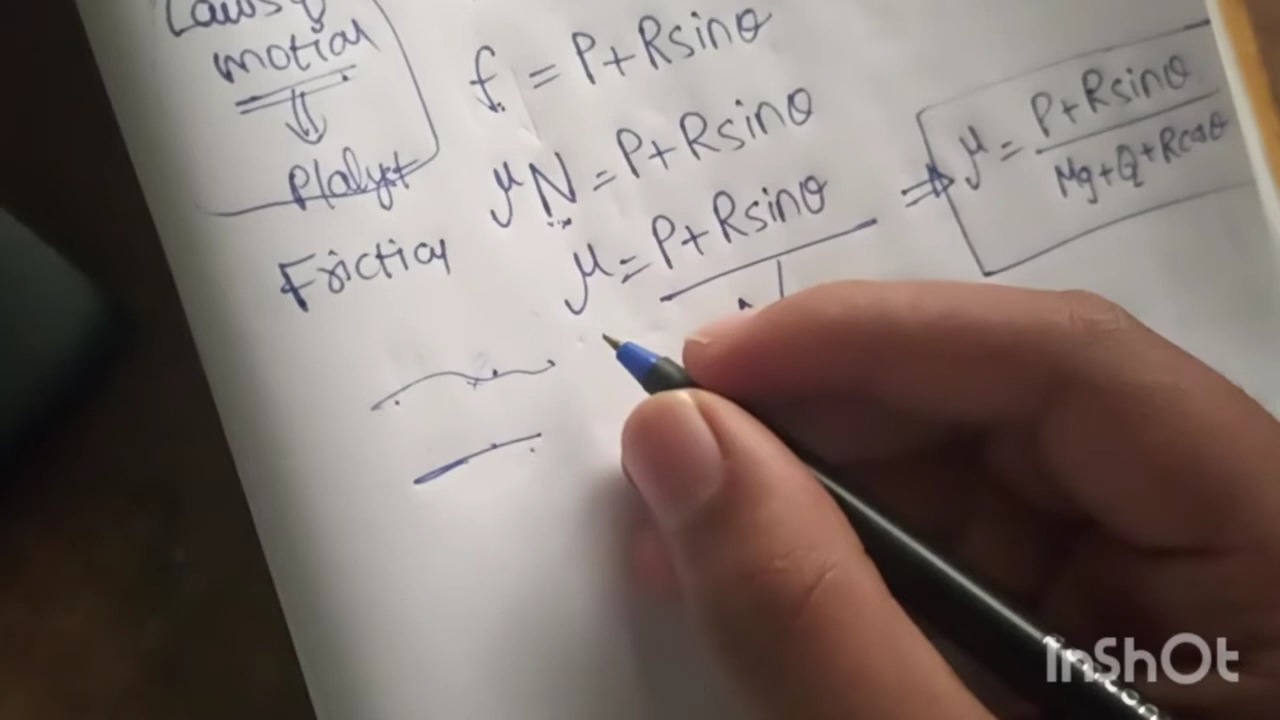 Laws of
motion
⇓
Playlist
f = P+Rsinθ
μN = P+Rsinθ
Friction
μ = P+Rsinθ / N
⇒ μ = P+Rsinθ / Mg+Q+Rcosθ
InShOt